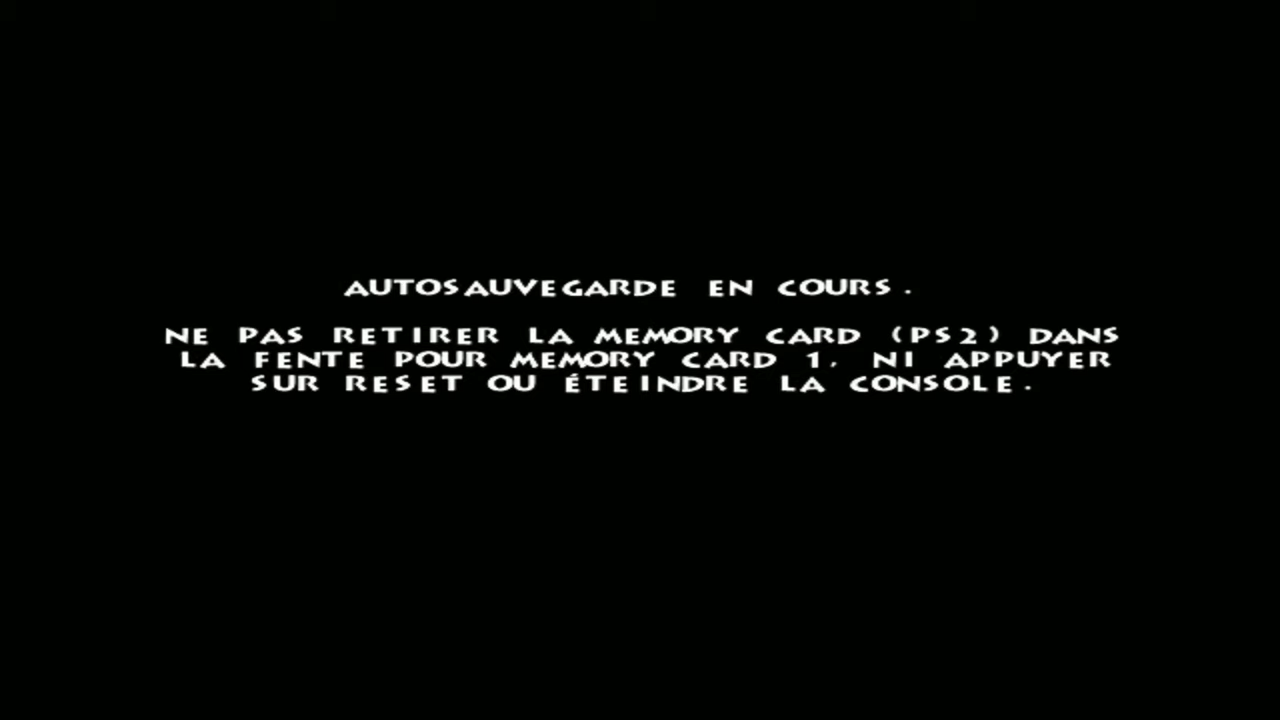 AUTOSAUVEGARDE EN COURS.
NE PAS RETIRER LA MEMORY CARD (PS2) DANS
LA FENTE POUR MEMORY CARD 1, NI APPUYER
SUR RESET OU ÉTEINDRE LA CONSOLE.